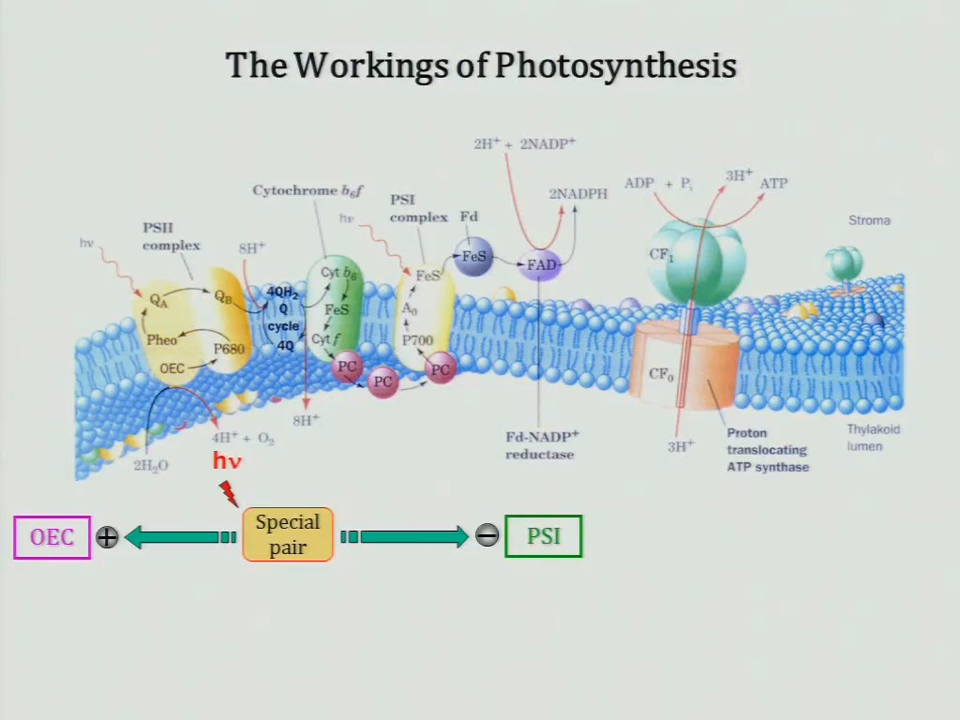 The Workings of Photosynthesis
2H⁺ + 2NADP⁺
Cytochrome b₆f
PSI
complex
Fd
2NADPH
ADP + Pᵢ
3H⁺
ATP
Stroma
PSII
complex
hν
hν
8H⁺
CF₁
Q_A
Q_B
4QH₂
Q
cycle
4Q
Cyt b₆
FeS
Cyt f
FeS
A₀
P700
FeS
FAD
Pheo
P680
OEC
PC
PC
PC
CF₀
8H⁺
4H⁺ + O₂
2H₂O
Fd-NADP⁺
reductase
3H⁺
Proton
translocating
ATP synthase
Thylakoid
lumen
hν
OEC
+
Special
pair
−
PSI